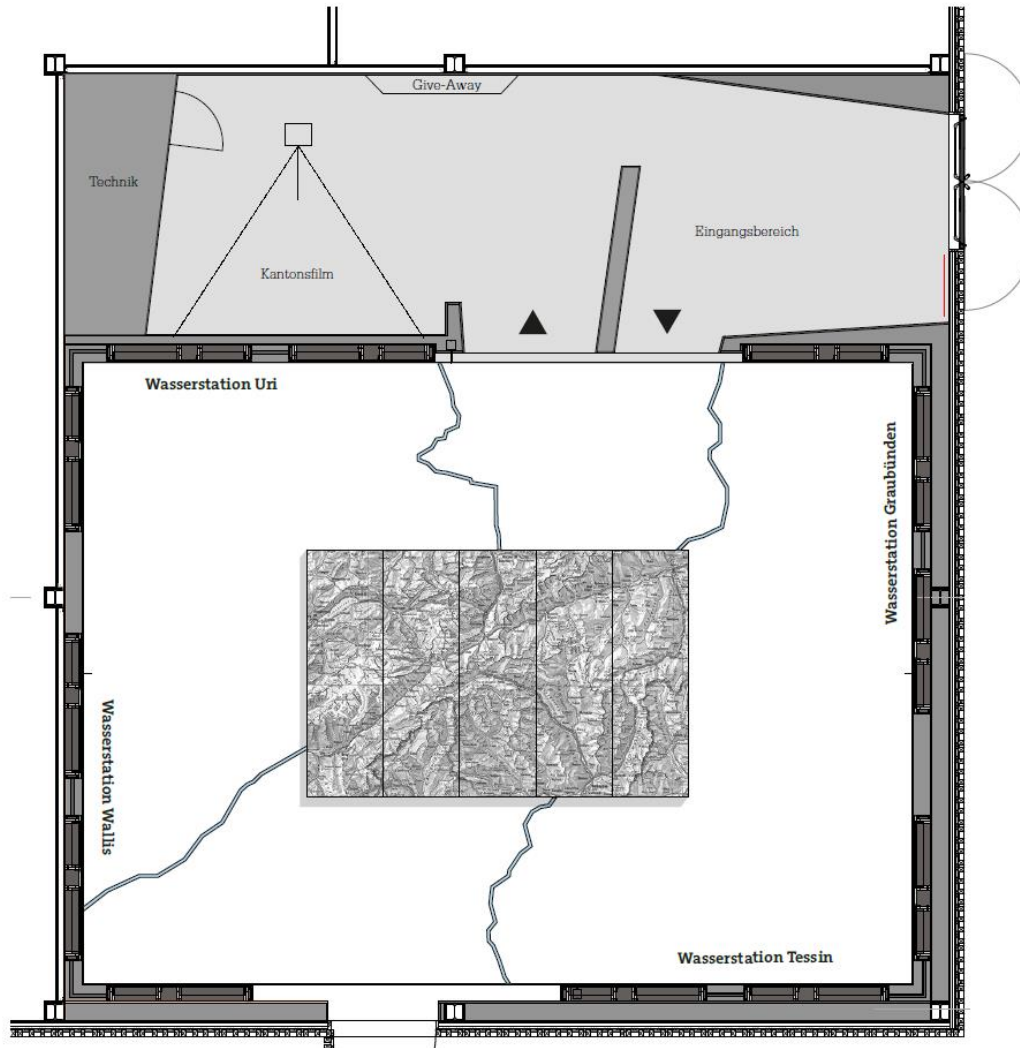 Give-Away
Technik
Eingangsbereich
Kantonsfilm
Wasserstation Uri
Wasserstation Graubünden
Wasserstation Wallis
Wasserstation Tessin